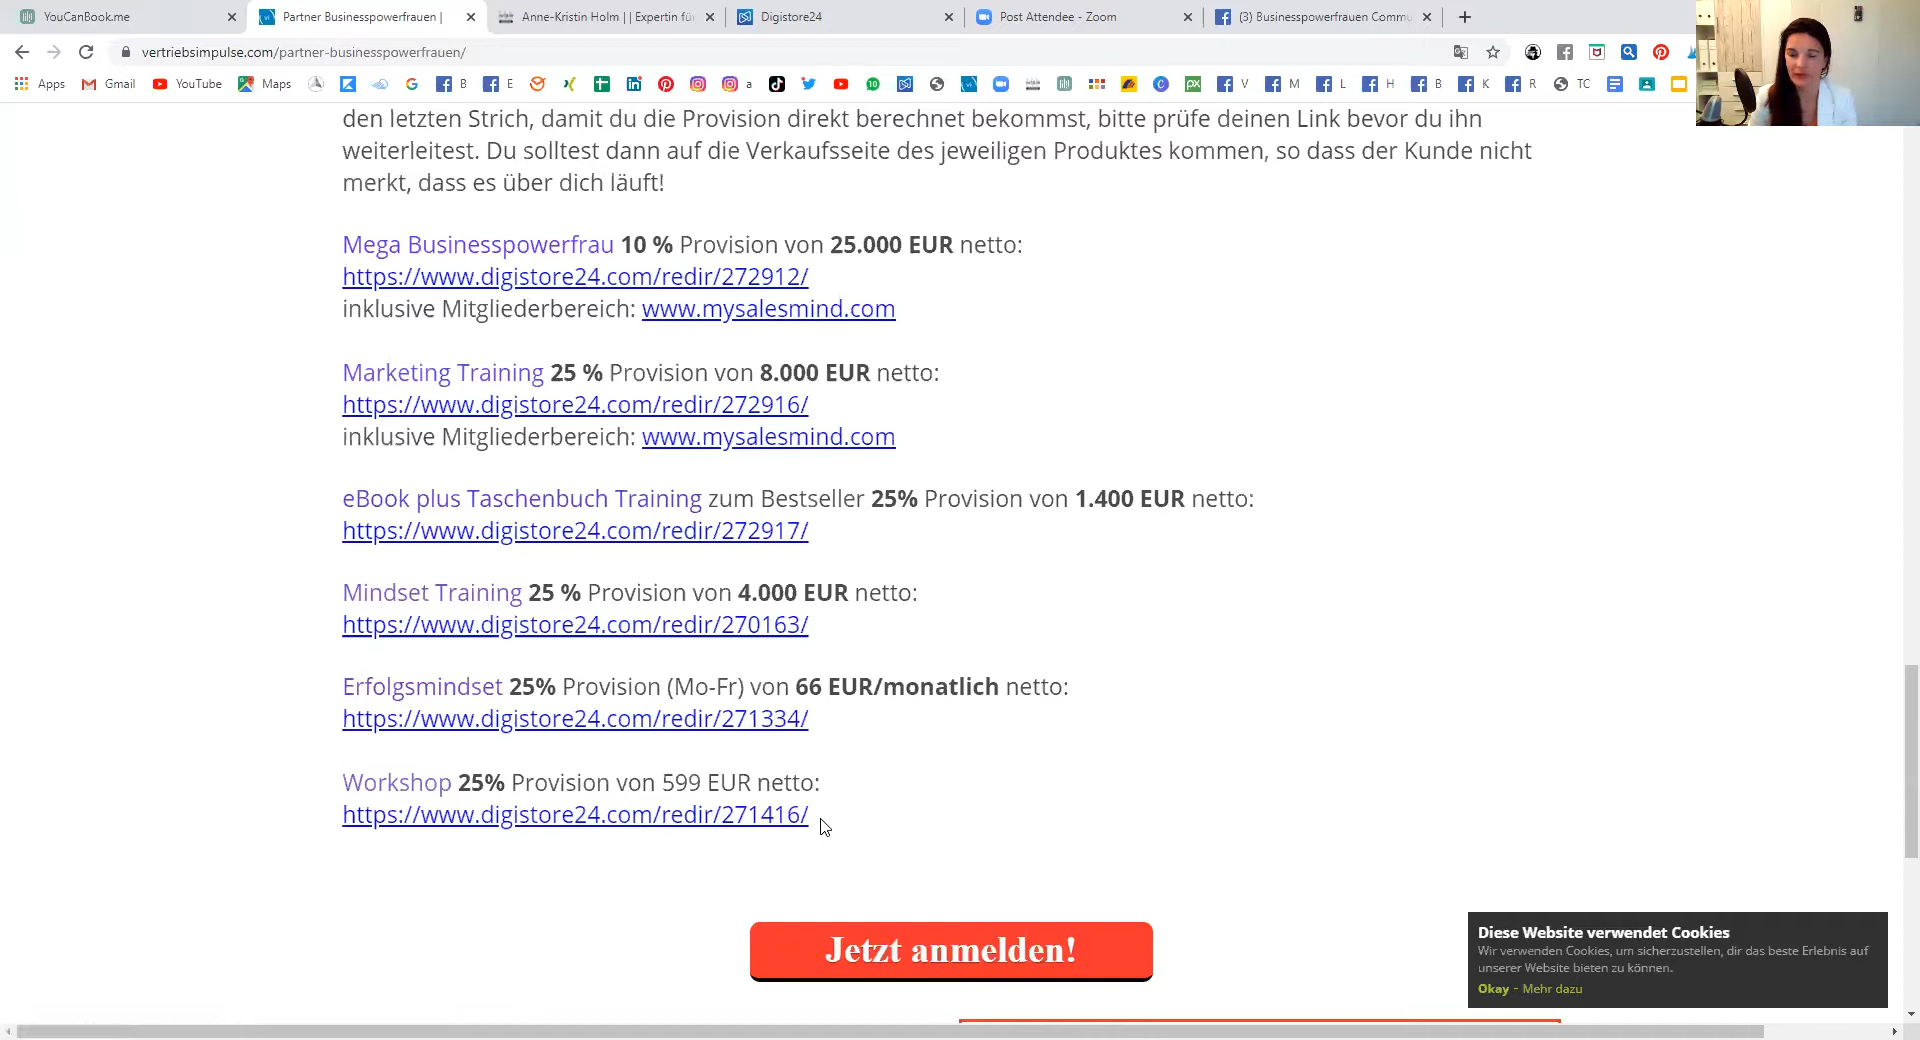 YouCanBook.me
Partner Businesspowerfrauen |
Anne-Kristin Holm | | Expertin fü
Digistore24
Post Attendee - Zoom
(3) Businesspowerfrauen Commu
vertriebsimpulse.com/partner-businesspowerfrauen/
Apps Gmail YouTube Maps G B E a 10 V M L H B K R TC
den letzten Strich, damit du die Provision direkt berechnet bekommst, bitte prüfe deinen Link bevor du ihn
weiterleitest. Du solltest dann auf die Verkaufsseite des jeweiligen Produktes kommen, so dass der Kunde nicht
merkt, dass es über dich läuft!
Mega Businesspowerfrau 10 % Provision von 25.000 EUR netto:
https://www.digistore24.com/redir/272912/
inklusive Mitgliederbereich: www.mysalesmind.com
Marketing Training 25 % Provision von 8.000 EUR netto:
https://www.digistore24.com/redir/272916/
inklusive Mitgliederbereich: www.mysalesmind.com
eBook plus Taschenbuch Training zum Bestseller 25% Provision von 1.400 EUR netto:
https://www.digistore24.com/redir/272917/
Mindset Training 25 % Provision von 4.000 EUR netto:
https://www.digistore24.com/redir/270163/
Erfolgsmindset 25% Provision (Mo-Fr) von 66 EUR/monatlich netto:
https://www.digistore24.com/redir/271334/
Workshop 25% Provision von 599 EUR netto:
https://www.digistore24.com/redir/271416/
Jetzt anmelden!
Diese Website verwendet Cookies
Wir verwenden Cookies, um sicherzustellen, dir das beste Erlebnis auf
unserer Website bieten zu können.
Okay - Mehr dazu